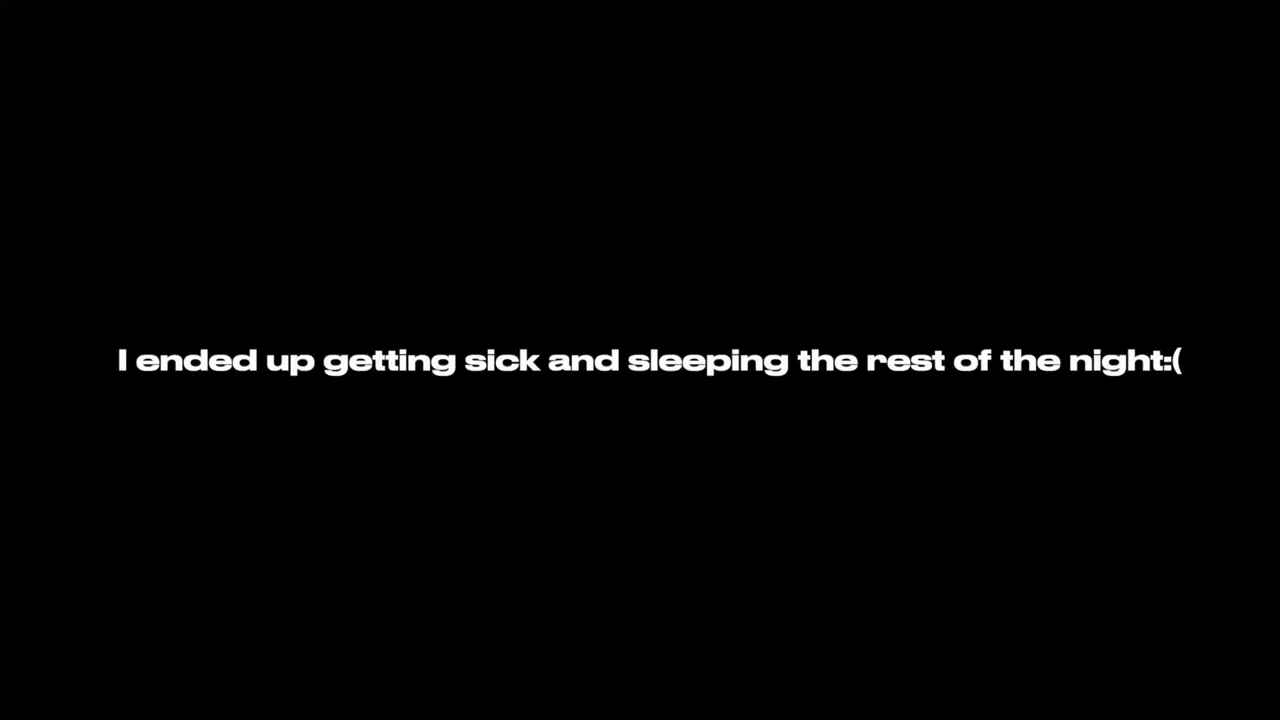 I ended up getting sick and sleeping the rest of the night:(